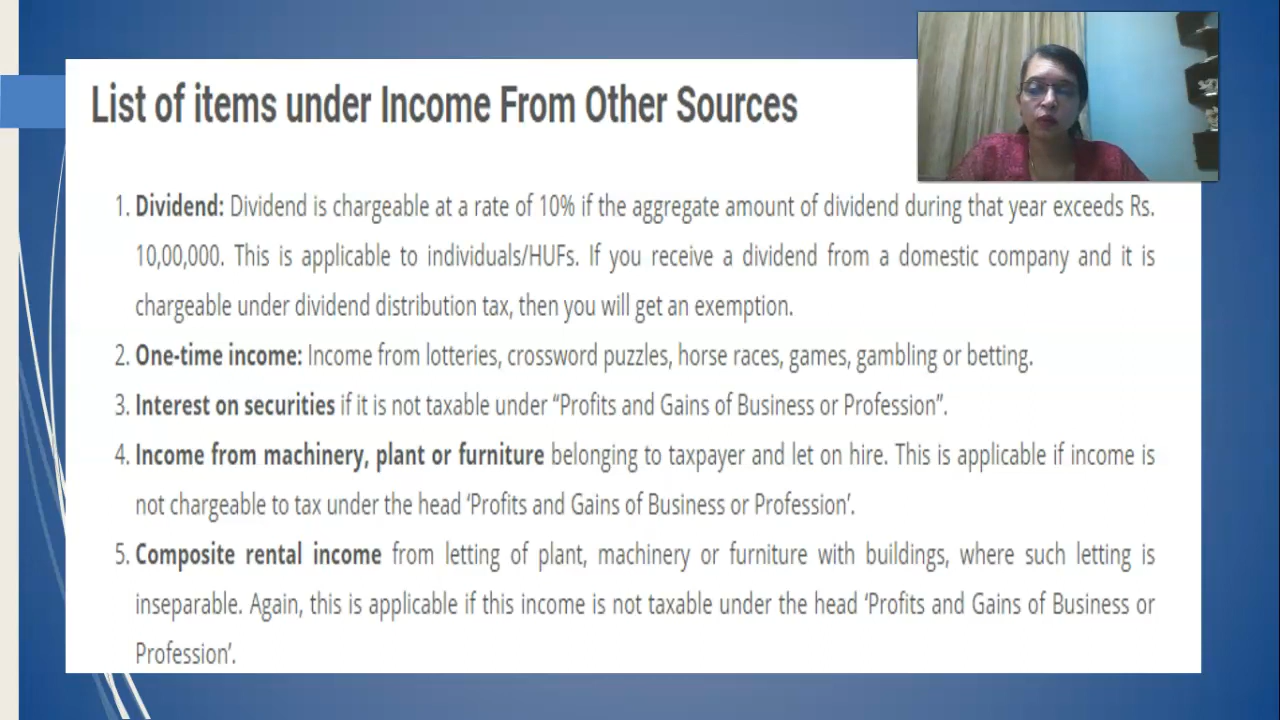 List of items under Income From Other Sources
1. Dividend: Dividend is chargeable at a rate of 10% if the aggregate amount of dividend during that year exceeds Rs.
10,00,000. This is applicable to individuals/HUFs. If you receive a dividend from a domestic company and it is
chargeable under dividend distribution tax, then you will get an exemption.
2. One-time income: Income from lotteries, crossword puzzles, horse races, games, gambling or betting.
3. Interest on securities if it is not taxable under “Profits and Gains of Business or Profession”.
4. Income from machinery, plant or furniture belonging to taxpayer and let on hire. This is applicable if income is
not chargeable to tax under the head ‘Profits and Gains of Business or Profession’.
5. Composite rental income from letting of plant, machinery or furniture with buildings, where such letting is
inseparable. Again, this is applicable if this income is not taxable under the head ‘Profits and Gains of Business or
Profession’.